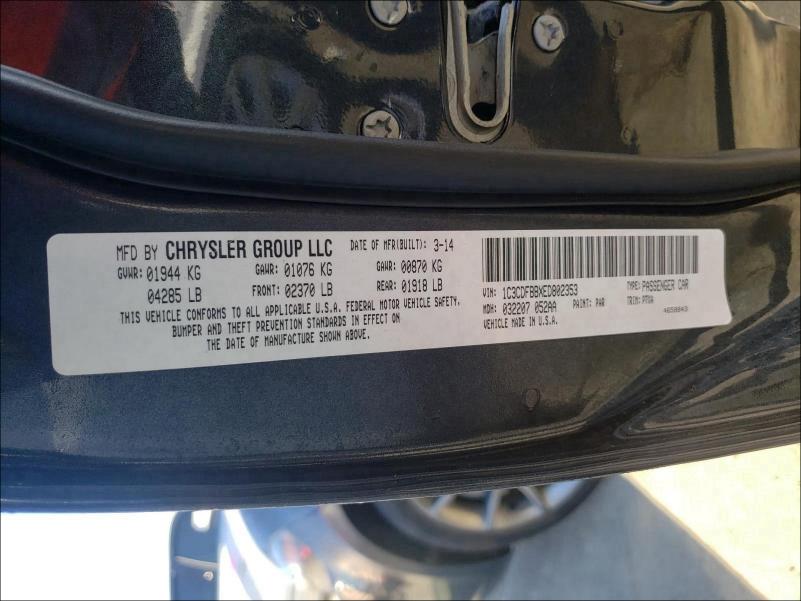 MFD BY CHRYSLER GROUP LLC DATE OF MFR(BUILT): 3-14
GVWR: 01944 KG GAWR: 01076 KG GAWR: 00870 KG
04285 LB FRONT: 02370 LB REAR: 01918 LB
THIS VEHICLE CONFORMS TO ALL APPLICABLE U.S.A. FEDERAL MOTOR VEHICLE SAFETY,
BUMPER AND THEFT PREVENTION STANDARDS IN EFFECT ON
THE DATE OF MANUFACTURE SHOWN ABOVE.
VIN: 1C3CDFBBXED802353 TYPE: PASSENGER CAR
MDH: 032207 052AA PAINT: PAR TRIM: PTVA
VEHICLE MADE IN U.S.A.